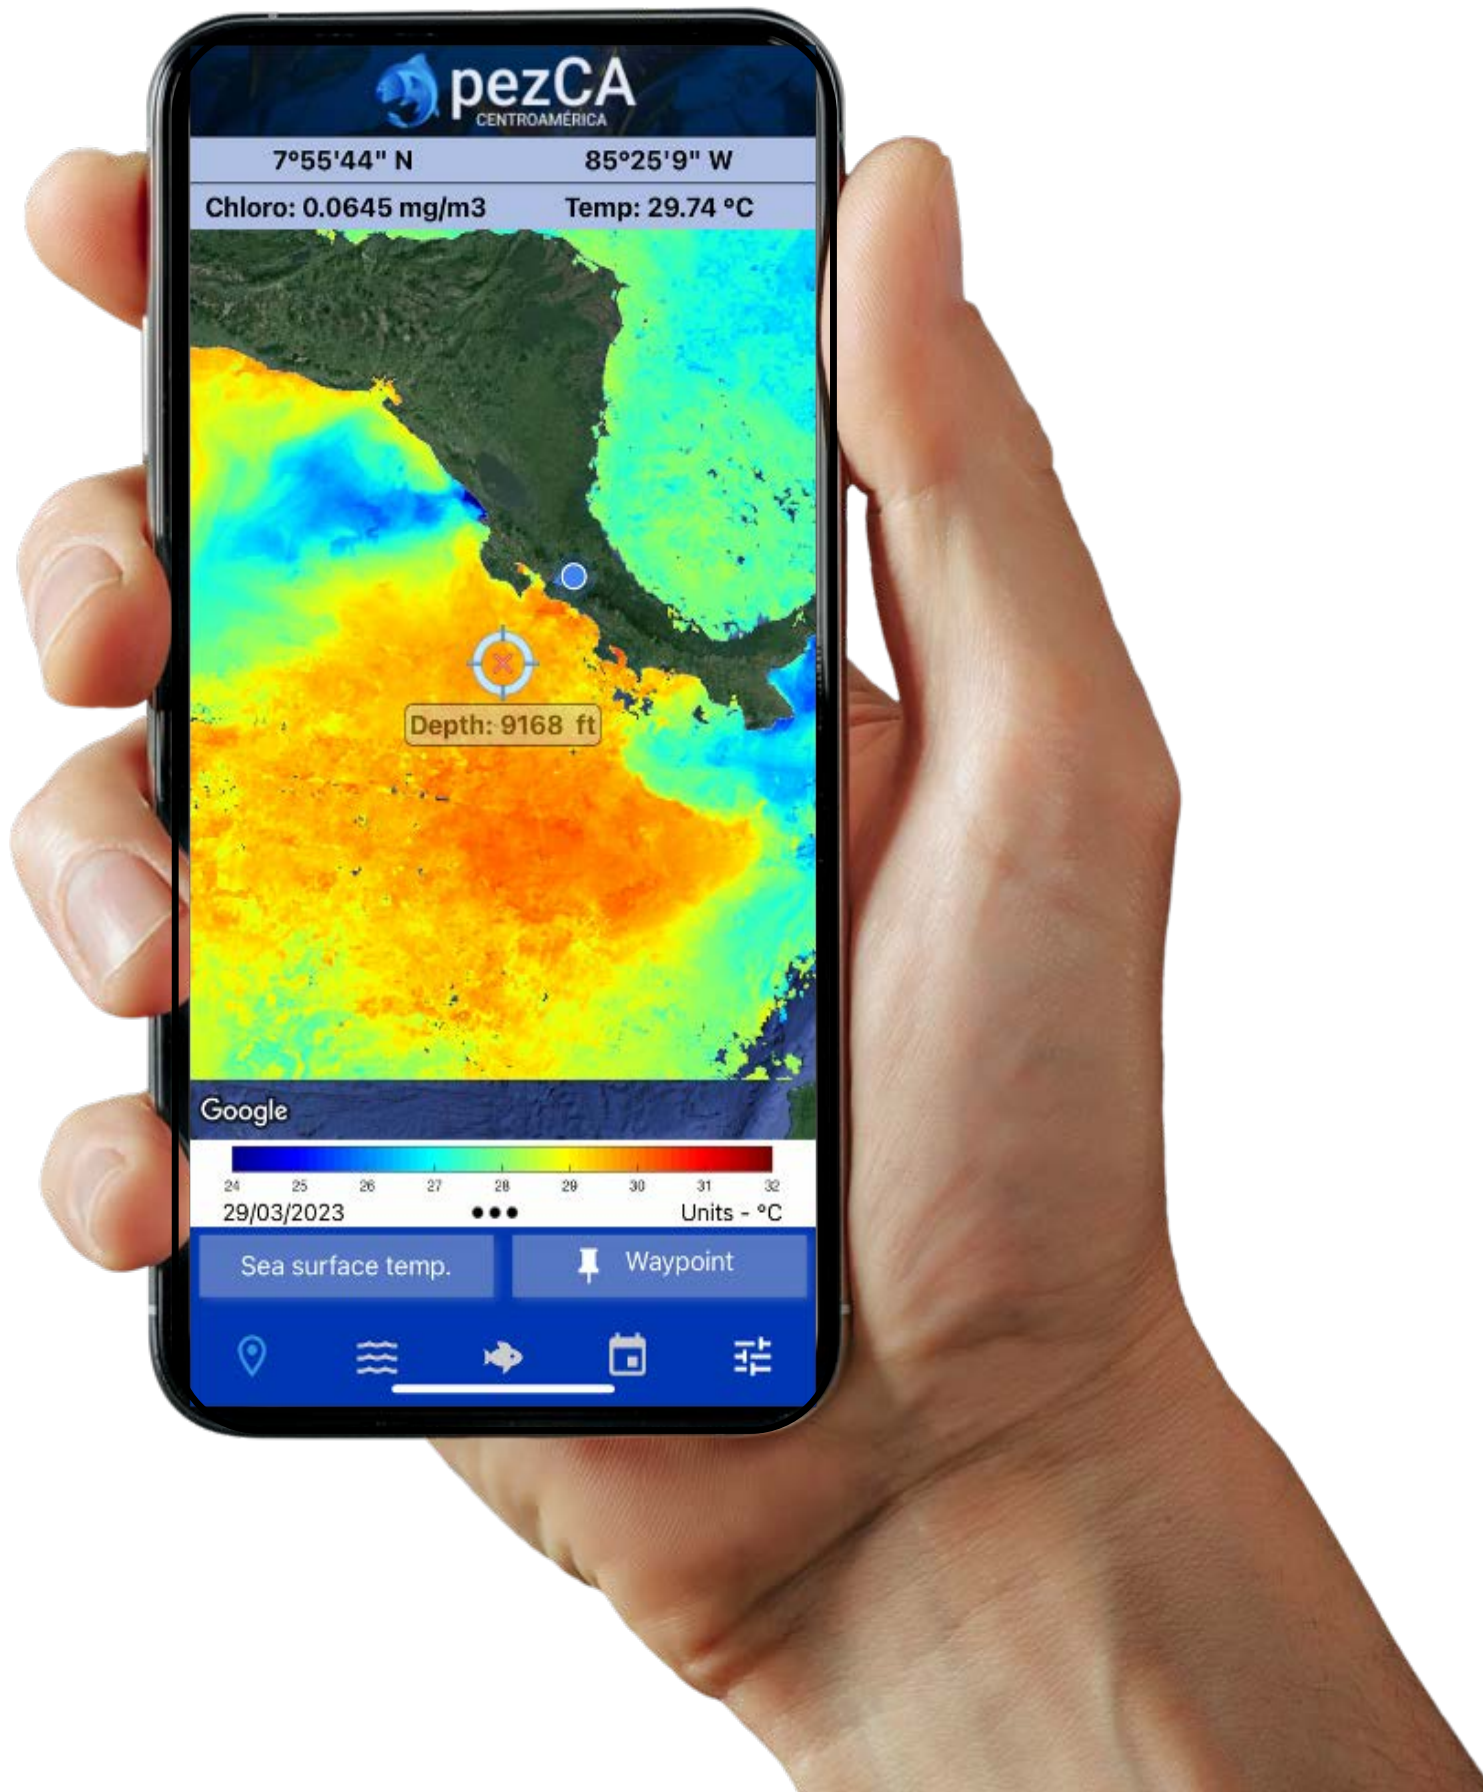 pezCA
CENTROAMÉRICA
7°55'44" N 85°25'9" W
Chloro: 0.0645 mg/m3 Temp: 29.74 °C
Depth: 9168 ft
Google
24 25 26 27 28 29 30 31 32
29/03/2023 ••• Units - °C
Sea surface temp. Waypoint